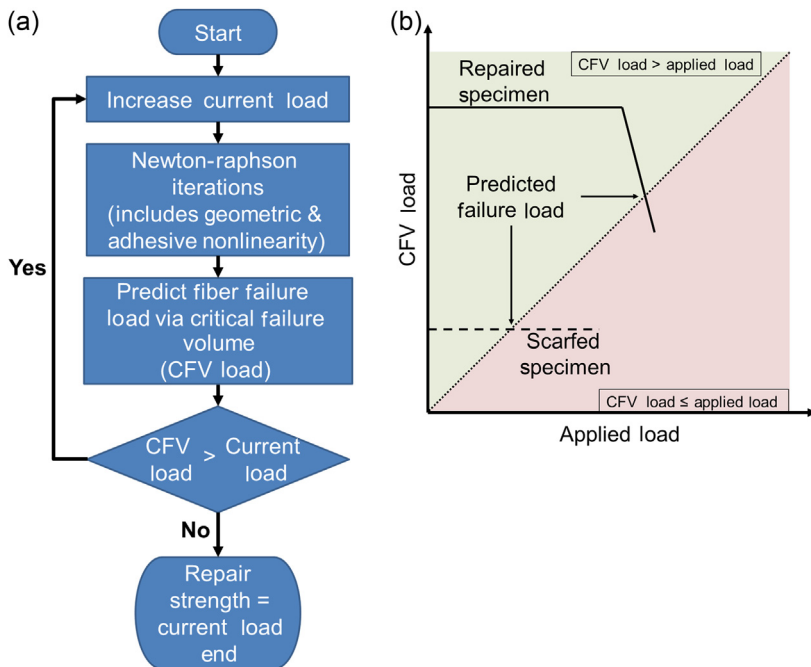 (a)
Start
Increase current load
Newton-raphson
iterations
(includes geometric &
adhesive nonlinearity)
Yes
Predict fiber failure
load via critical failure
volume
(CFV load)
CFV > Current
load load
No
Repair
strength =
current load
end
(b)
CFV load > applied load
Repaired
specimen
Predicted
failure load
CFV load
Scarfed
specimen
CFV load ≤ applied load
Applied load